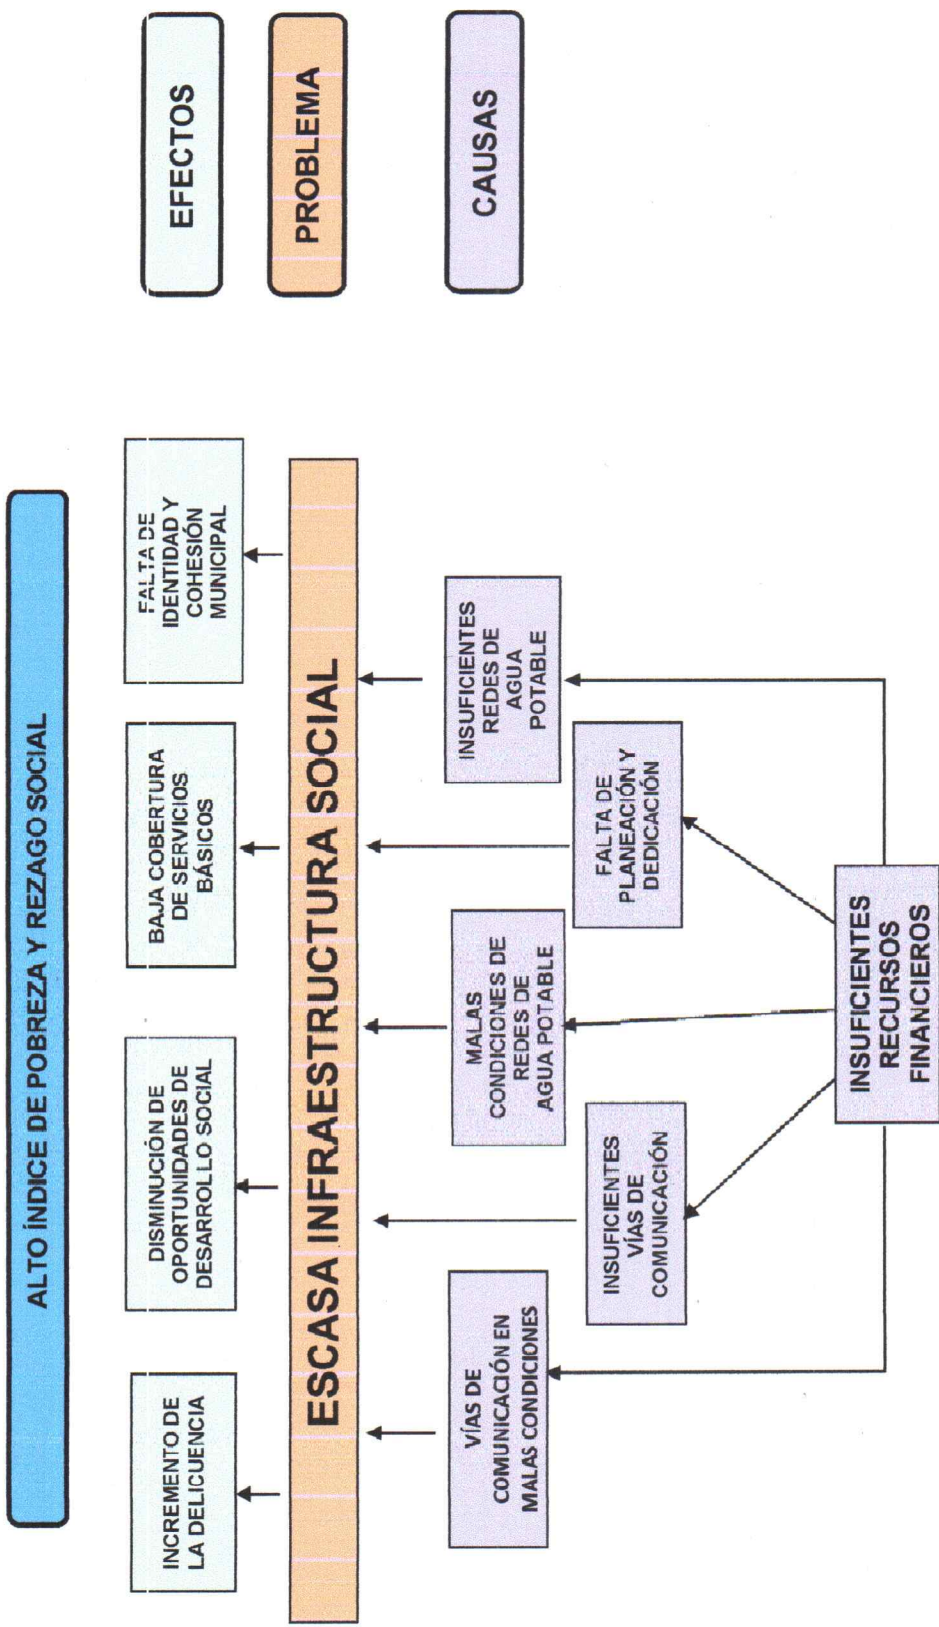 ALTO ÍNDICE DE POBREZA Y REZAGO SOCIAL
INCREMENTO DE
LA DELICUENCIA
DISMINUCIÓN DE
OPORTUNIDADES DE
DESARROLLO SOCIAL
BAJA COBERTURA
DE SERVICIOS
BÁSICOS
FALTA DE
IDENTIDAD Y
COHESIÓN
MUNICIPAL
EFECTOS
ESCASA INFRAESTRUCTURA SOCIAL
PROBLEMA
VÍAS DE
COMUNICACIÓN EN
MALAS CONDICIONES
INSUFICIENTES
VÍAS DE
COMUNICACIÓN
MALAS
CONDICIONES DE
REDES DE
AGUA POTABLE
FALTA DE
PLANEACIÓN Y
DEDICACIÓN
INSUFICIENTES
REDES DE
AGUA
POTABLE
CAUSAS
INSUFICIENTES
RECURSOS
FINANCIEROS